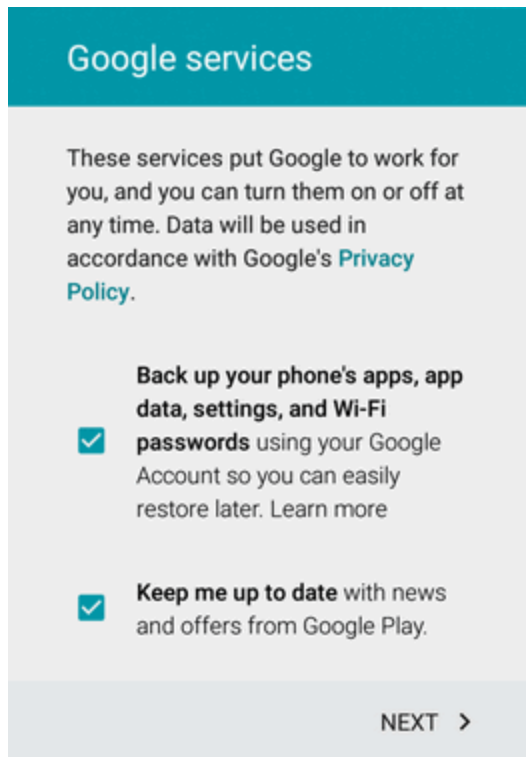 Google services
These services put Google to work for
you, and you can turn them on or off at
any time. Data will be used in
accordance with Google's Privacy
Policy.
Back up your phone's apps, app
data, settings, and Wi-Fi
passwords using your Google
Account so you can easily
restore later. Learn more
Keep me up to date with news
and offers from Google Play.
NEXT